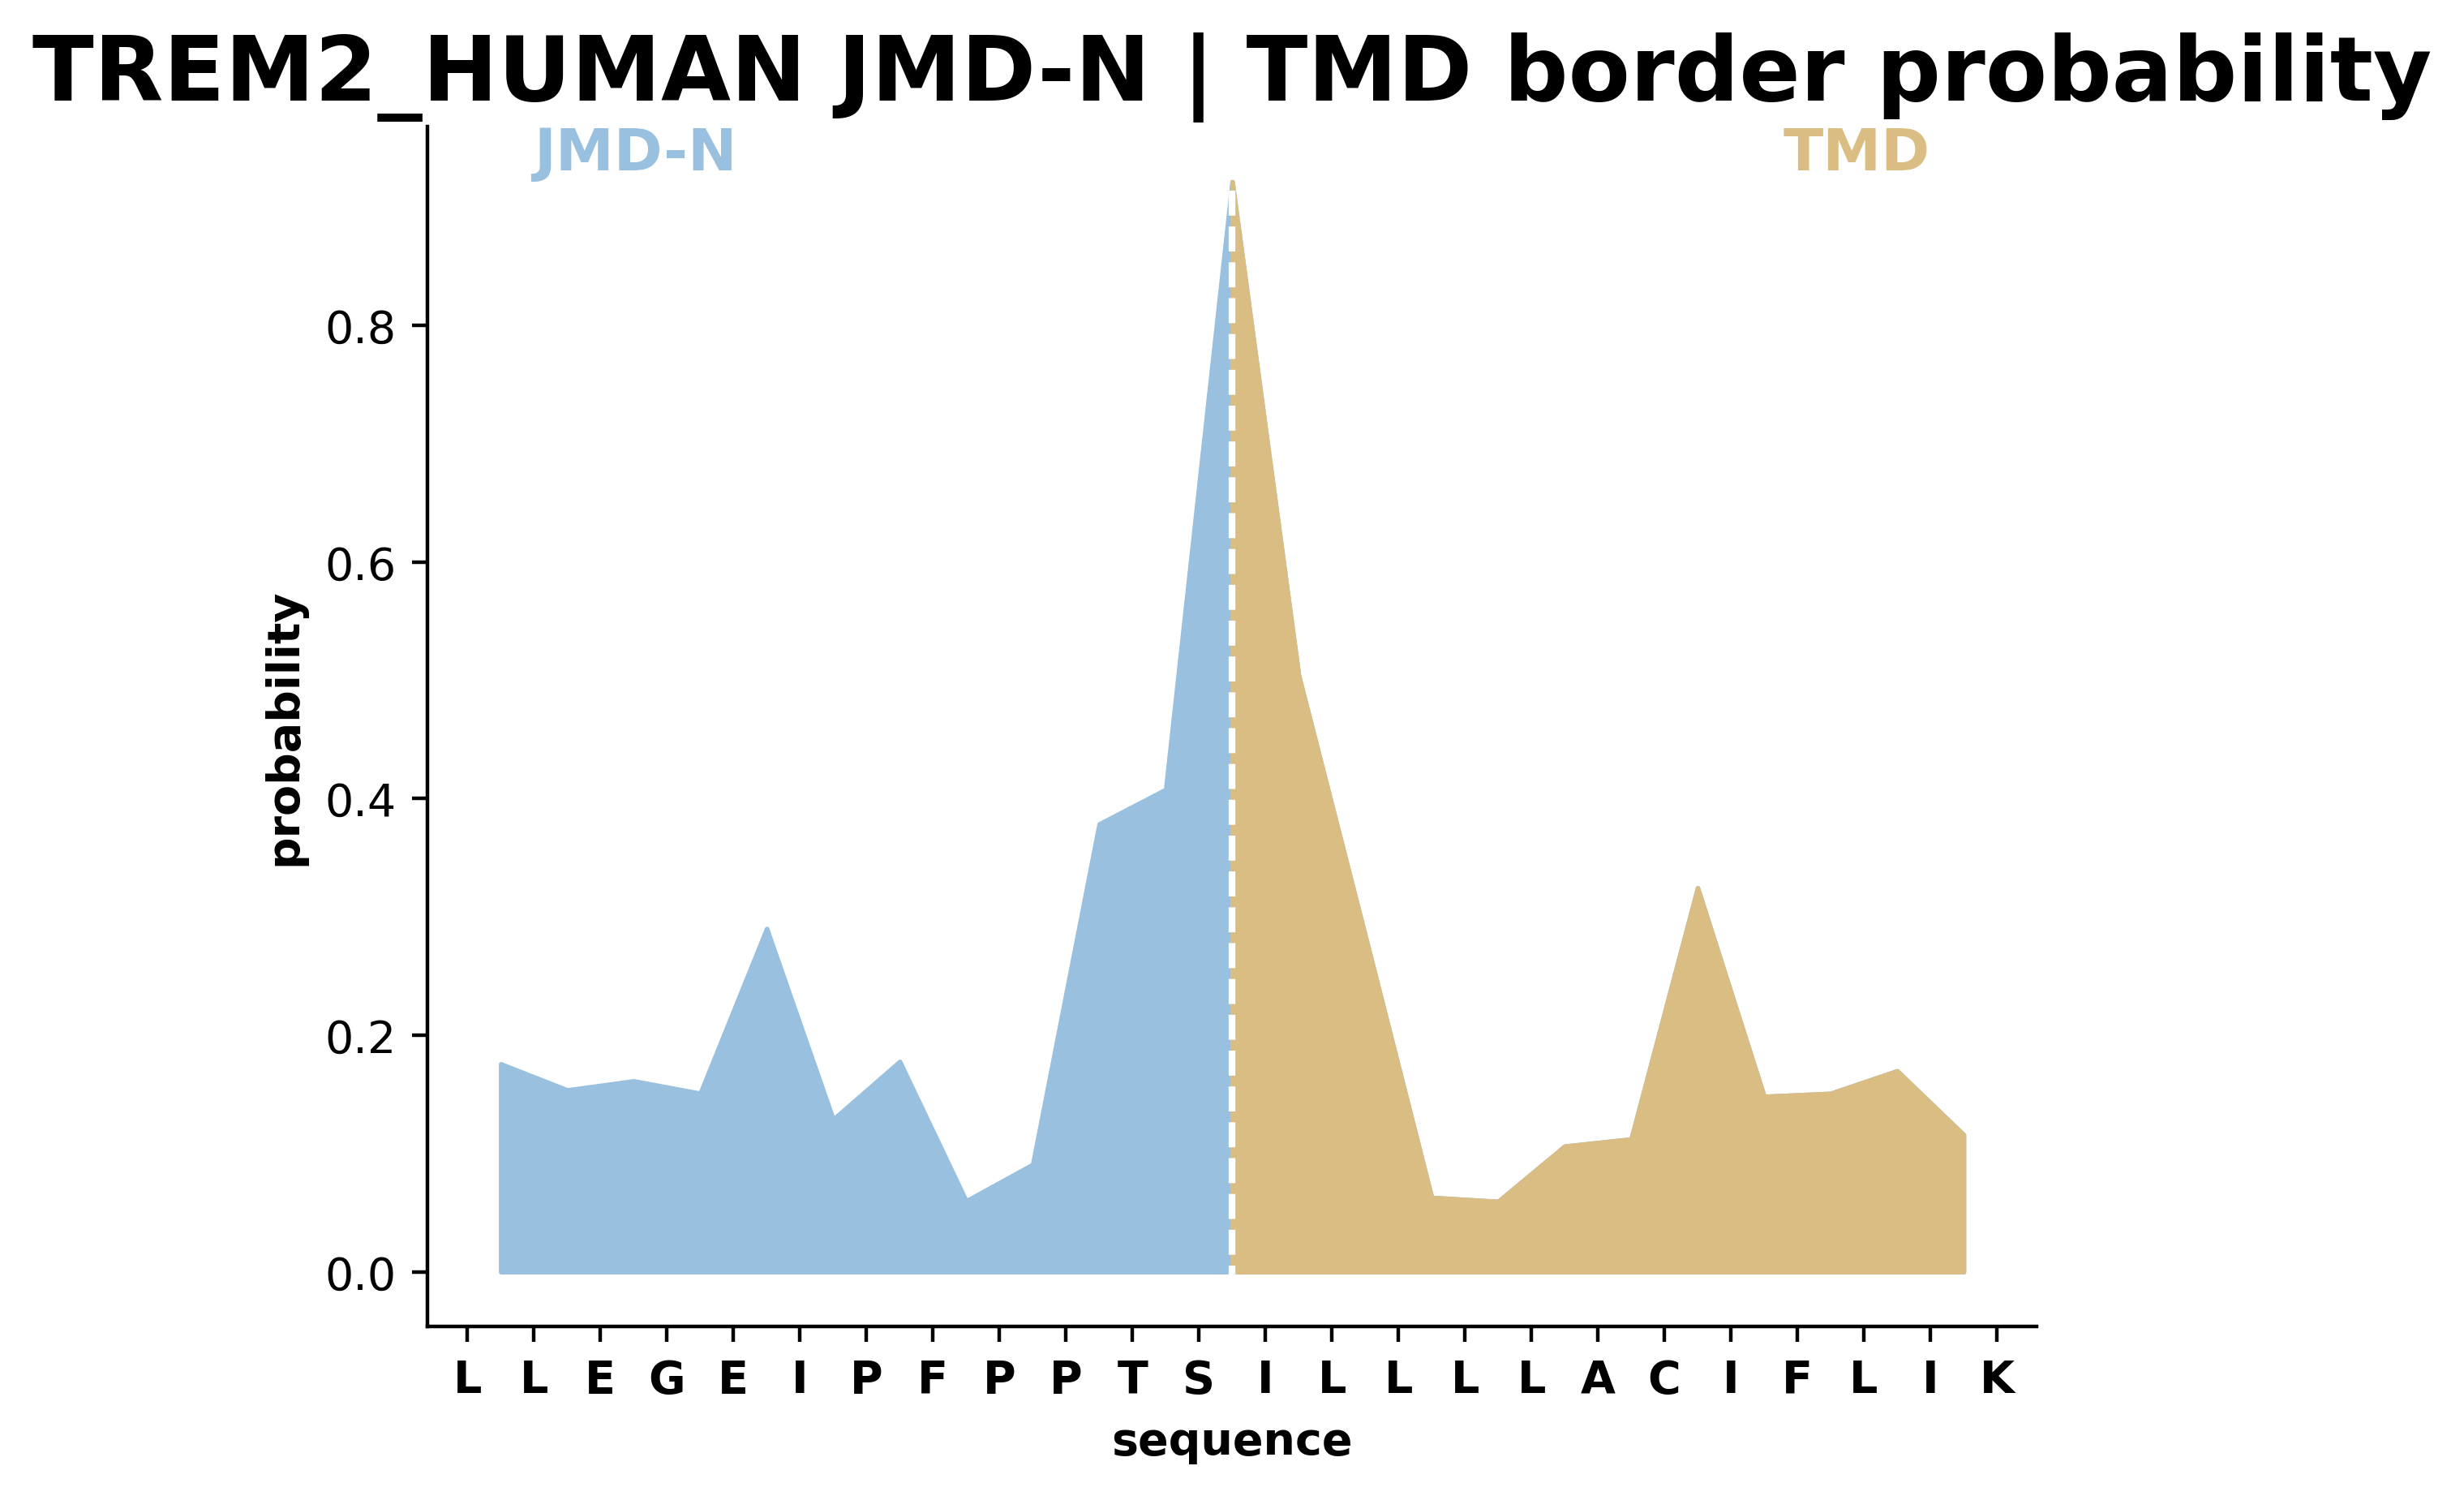 TREM2_HUMAN JMD-N | TMD border probability
JMD-N TMD
0.8
0.6
0.4
0.2
0.0
probability
L L E G E I P F P P T S I L L L L A C I F L I K
sequence